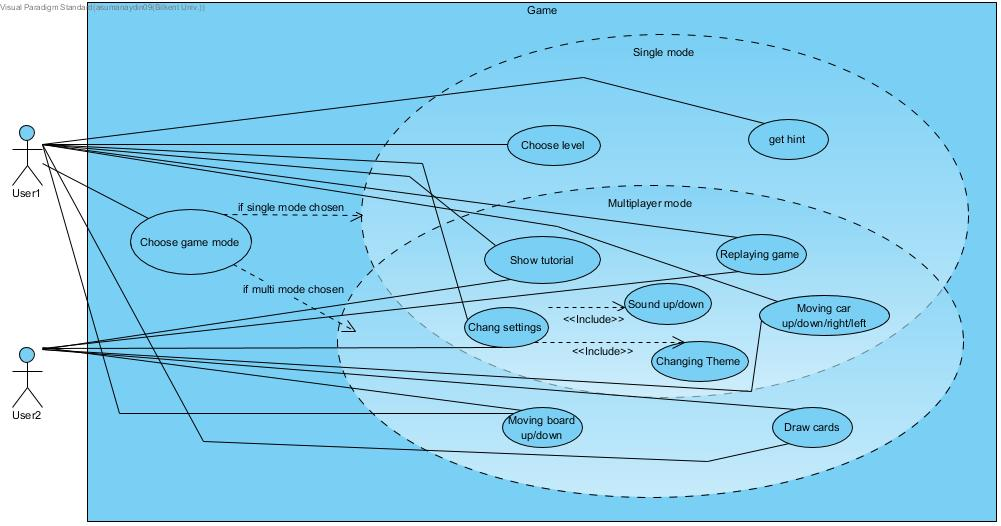 Visual Paradigm Standard(asumanaydin09(Bilkent Univ.))
Game
Single mode
Choose level
get hint
User1
Multiplayer mode
if single mode chosen
Choose game mode
Show tutorial
Replaying game
if multi mode chosen
Sound up/down
<<Include>>
Chang settings
Moving car
up/down/right/left
<<Include>>
Changing Theme
User2
Moving board
up/down
Draw cards